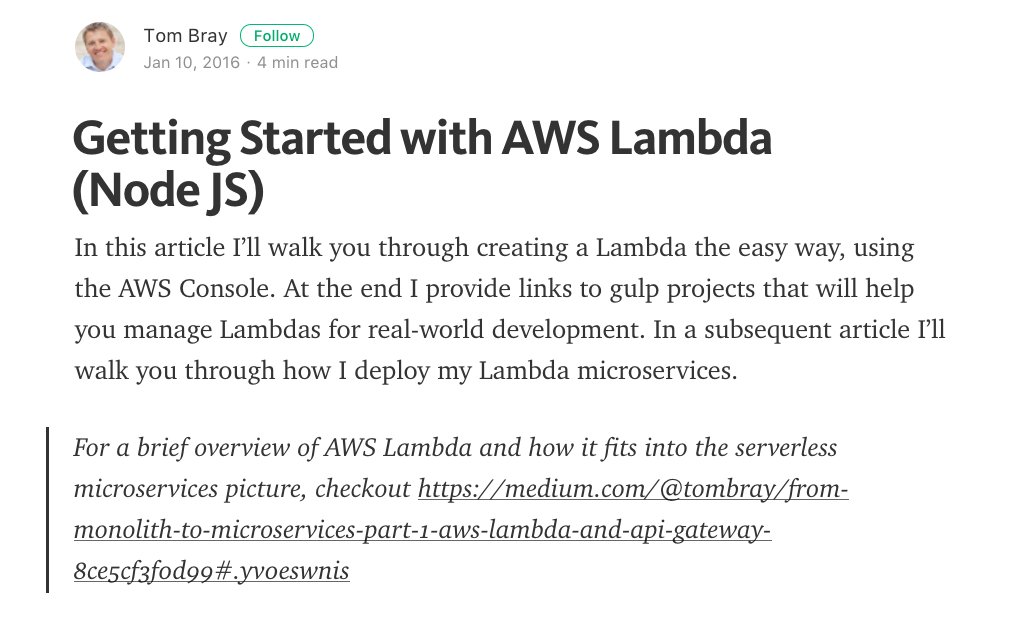 Tom Bray Follow
Jan 10, 2016 · 4 min read
Getting Started with AWS Lambda
(Node JS)
In this article I’ll walk you through creating a Lambda the easy way, using
the AWS Console. At the end I provide links to gulp projects that will help
you manage Lambdas for real-world development. In a subsequent article I’ll
walk you through how I deploy my Lambda microservices.
For a brief overview of AWS Lambda and how it fits into the serverless
microservices picture, checkout https://medium.com/@tombray/from-
monolith-to-microservices-part-1-aws-lambda-and-api-gateway-
8ce5cf3f0d99#.yvoeswnis